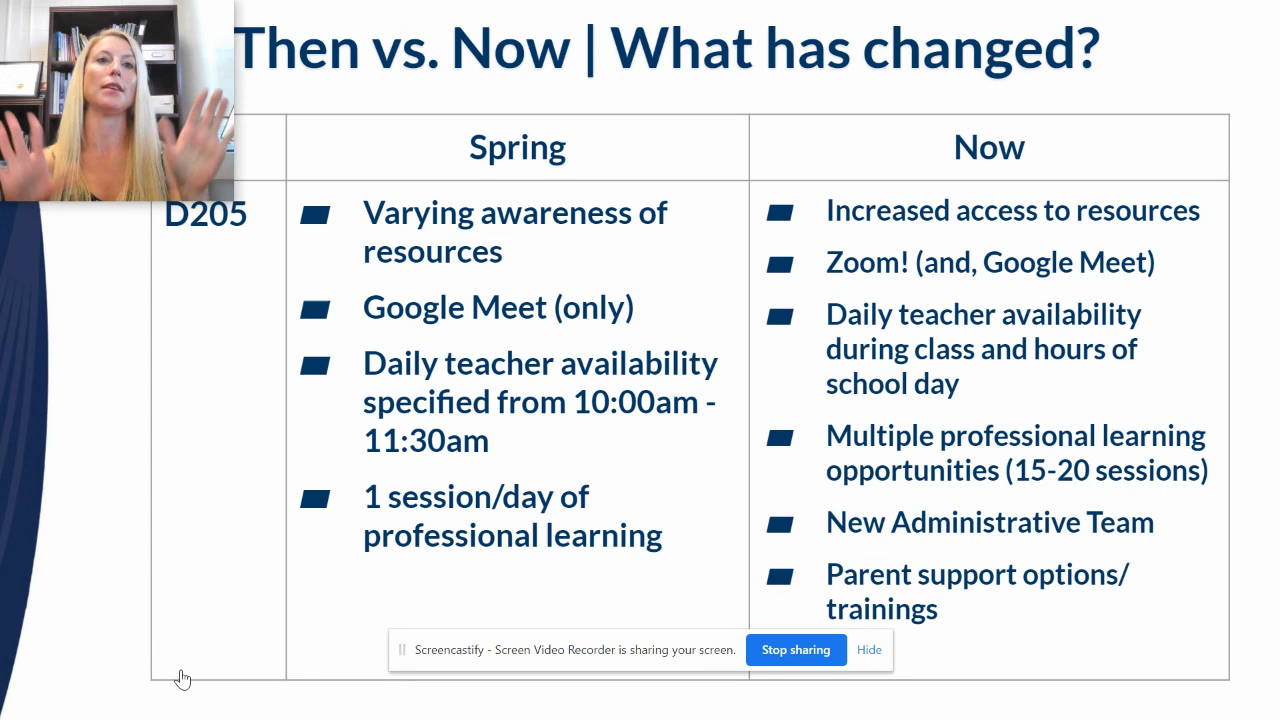 Then vs. Now | What has changed?
Spring
Now
D205
Varying awareness of
resources
Google Meet (only)
Daily teacher availability
specified from 10:00am -
11:30am
1 session/day of
professional learning
Increased access to resources
Zoom! (and, Google Meet)
Daily teacher availability
during class and hours of
school day
Multiple professional learning
opportunities (15-20 sessions)
New Administrative Team
Parent support options/
trainings
Screencastify - Screen Video Recorder is sharing your screen.
Stop sharing
Hide